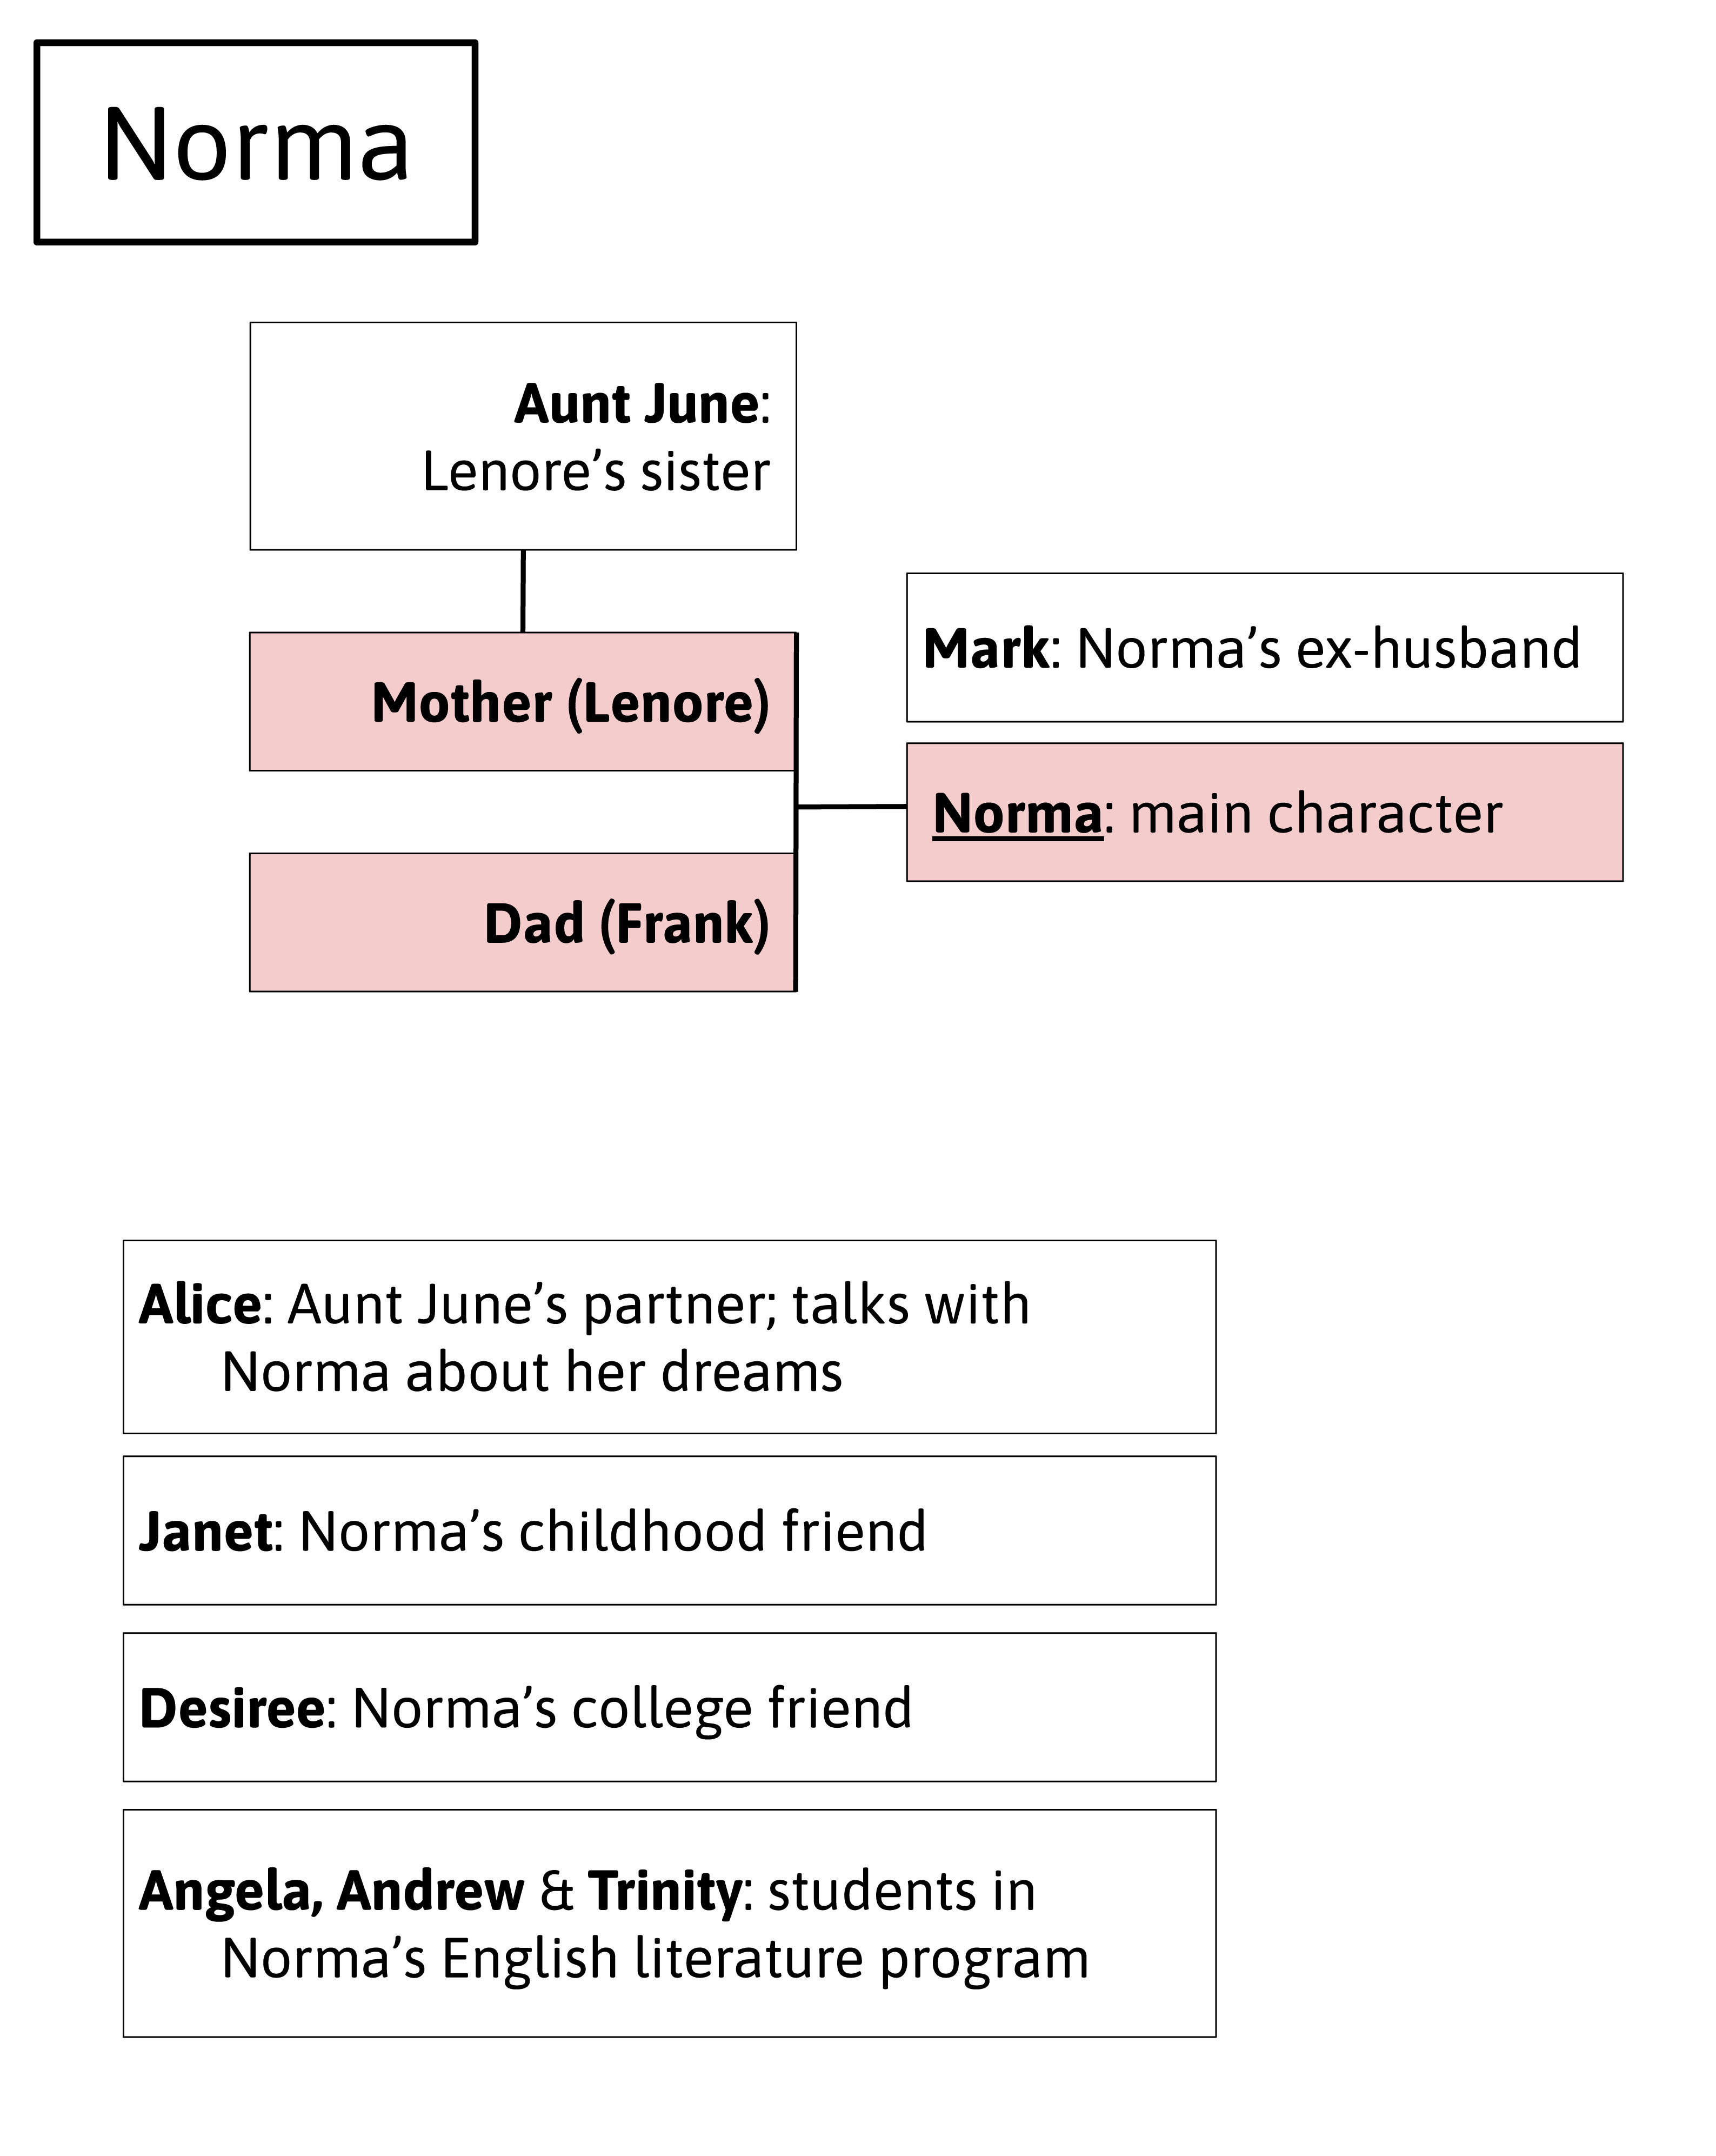 Norma
Aunt June:
Lenore’s sister
Mother (Lenore)
Mark: Norma’s ex-husband
Norma: main character
Dad (Frank)
Alice: Aunt June’s partner; talks with
Norma about her dreams
Janet: Norma’s childhood friend
Desiree: Norma’s college friend
Angela, Andrew & Trinity: students in
Norma’s English literature program